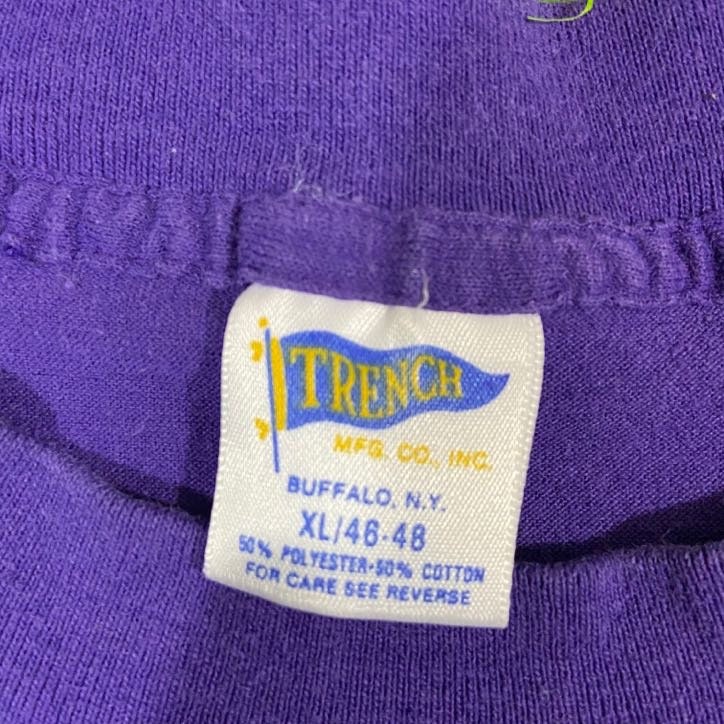 TRENCH
MFG. CO., INC.
BUFFALO, N.Y.
XL/46-48
50% POLYESTER-50% COTTON
FOR CARE SEE REVERSE